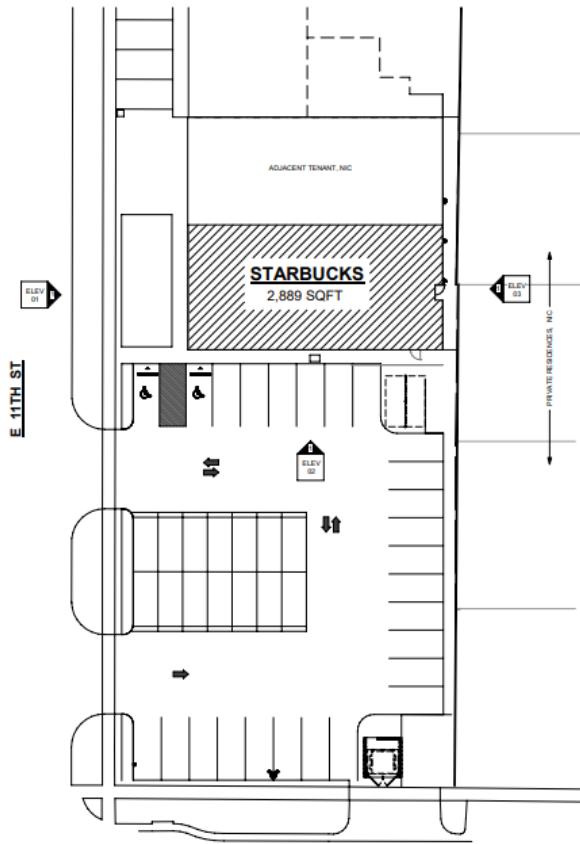 ADJACENT TENANT, NIC
STARBUCKS
2,889 SQFT
ELEV
01
ELEV
03
E 11TH ST
PRIVATE RESIDENCES, NIC
ELEV
02